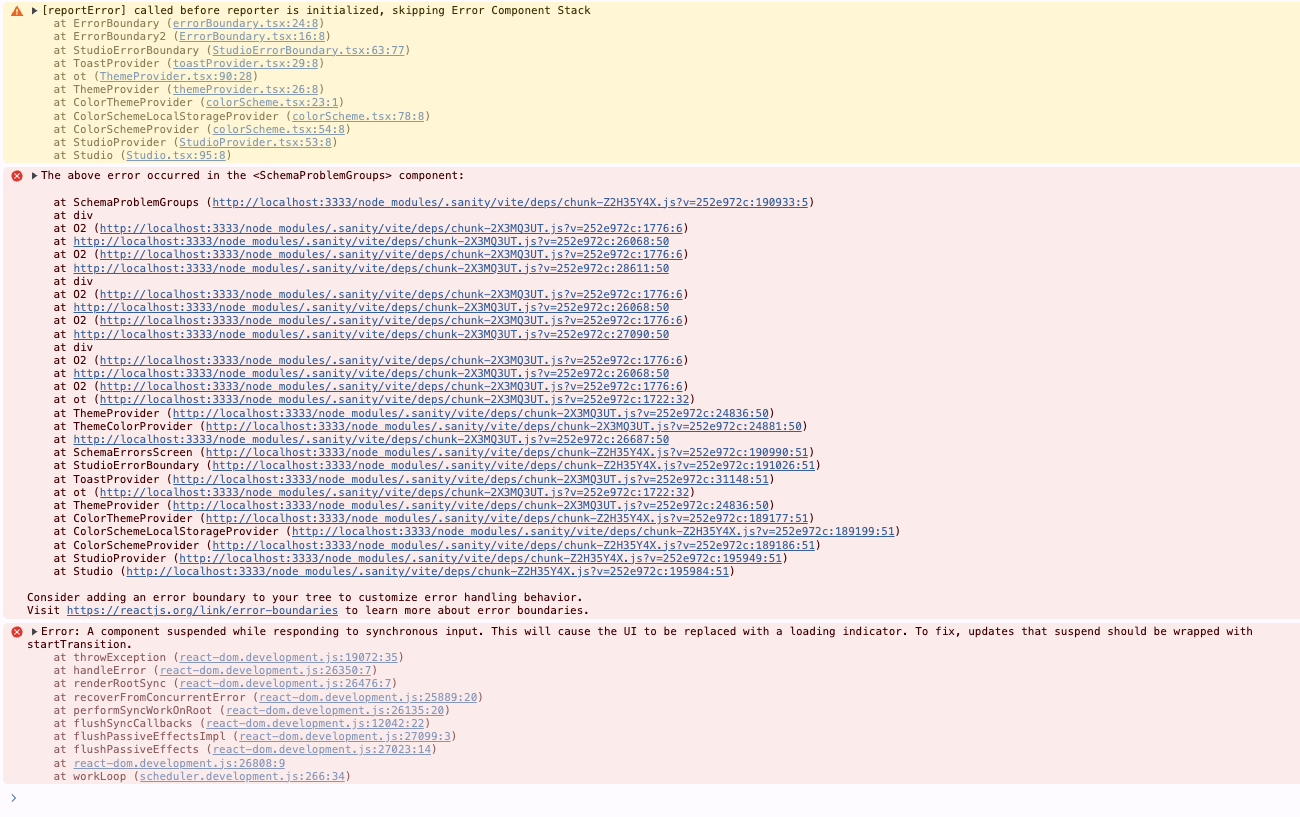 [reportError] called before reporter is initialized, skipping Error Component Stack
at ErrorBoundary (errorBoundary.tsx:24:8)
at ErrorBoundary2 (ErrorBoundary.tsx:16:8)
at StudioErrorBoundary (StudioErrorBoundary.tsx:63:77)
at ToastProvider (toastProvider.tsx:29:8)
at ot (ThemeProvider.tsx:90:28)
at ThemeProvider (themeProvider.tsx:26:8)
at ColorThemeProvider (colorScheme.tsx:23:1)
at ColorSchemeLocalStorageProvider (colorScheme.tsx:78:8)
at ColorSchemeProvider (colorScheme.tsx:54:8)
at StudioProvider (StudioProvider.tsx:53:8)
at Studio (Studio.tsx:95:8)
The above error occurred in the <SchemaProblemGroups> component:
at SchemaProblemGroups (http://localhost:3333/node_modules/.sanity/vite/deps/chunk-Z2H35Y4X.js?v=252e972c:190933:5)
at div
at O2 (http://localhost:3333/node_modules/.sanity/vite/deps/chunk-2X3MQ3UT.js?v=252e972c:1776:6)
at http://localhost:3333/node_modules/.sanity/vite/deps/chunk-2X3MQ3UT.js?v=252e972c:26068:50
at O2 (http://localhost:3333/node_modules/.sanity/vite/deps/chunk-2X3MQ3UT.js?v=252e972c:1776:6)
at http://localhost:3333/node_modules/.sanity/vite/deps/chunk-2X3MQ3UT.js?v=252e972c:28611:50
at div
at O2 (http://localhost:3333/node_modules/.sanity/vite/deps/chunk-2X3MQ3UT.js?v=252e972c:1776:6)
at http://localhost:3333/node_modules/.sanity/vite/deps/chunk-2X3MQ3UT.js?v=252e972c:26068:50
at O2 (http://localhost:3333/node_modules/.sanity/vite/deps/chunk-2X3MQ3UT.js?v=252e972c:1776:6)
at http://localhost:3333/node_modules/.sanity/vite/deps/chunk-2X3MQ3UT.js?v=252e972c:27090:50
at div
at O2 (http://localhost:3333/node_modules/.sanity/vite/deps/chunk-2X3MQ3UT.js?v=252e972c:1776:6)
at http://localhost:3333/node_modules/.sanity/vite/deps/chunk-2X3MQ3UT.js?v=252e972c:26068:50
at O2 (http://localhost:3333/node_modules/.sanity/vite/deps/chunk-2X3MQ3UT.js?v=252e972c:1776:6)
at ot (http://localhost:3333/node_modules/.sanity/vite/deps/chunk-2X3MQ3UT.js?v=252e972c:1722:32)
at ThemeProvider (http://localhost:3333/node_modules/.sanity/vite/deps/chunk-2X3MQ3UT.js?v=252e972c:24836:50)
at ThemeColorProvider (http://localhost:3333/node_modules/.sanity/vite/deps/chunk-2X3MQ3UT.js?v=252e972c:24881:50)
at http://localhost:3333/node_modules/.sanity/vite/deps/chunk-2X3MQ3UT.js?v=252e972c:26687:50
at SchemaErrorsScreen (http://localhost:3333/node_modules/.sanity/vite/deps/chunk-Z2H35Y4X.js?v=252e972c:190990:51)
at StudioErrorBoundary (http://localhost:3333/node_modules/.sanity/vite/deps/chunk-Z2H35Y4X.js?v=252e972c:191026:51)
at ToastProvider (http://localhost:3333/node_modules/.sanity/vite/deps/chunk-2X3MQ3UT.js?v=252e972c:31148:51)
at ot (http://localhost:3333/node_modules/.sanity/vite/deps/chunk-2X3MQ3UT.js?v=252e972c:1722:32)
at ThemeProvider (http://localhost:3333/node_modules/.sanity/vite/deps/chunk-2X3MQ3UT.js?v=252e972c:24836:50)
at ColorThemeProvider (http://localhost:3333/node_modules/.sanity/vite/deps/chunk-Z2H35Y4X.js?v=252e972c:189177:51)
at ColorSchemeLocalStorageProvider (http://localhost:3333/node_modules/.sanity/vite/deps/chunk-Z2H35Y4X.js?v=252e972c:189199:51)
at ColorSchemeProvider (http://localhost:3333/node_modules/.sanity/vite/deps/chunk-Z2H35Y4X.js?v=252e972c:189186:51)
at StudioProvider (http://localhost:3333/node_modules/.sanity/vite/deps/chunk-Z2H35Y4X.js?v=252e972c:195949:51)
at Studio (http://localhost:3333/node_modules/.sanity/vite/deps/chunk-Z2H35Y4X.js?v=252e972c:195984:51)
Consider adding an error boundary to your tree to customize error handling behavior.
Visit https://reactjs.org/link/error-boundaries to learn more about error boundaries.
Error: A component suspended while responding to synchronous input. This will cause the UI to be replaced with a loading indicator. To fix, updates that suspend should be wrapped with
startTransition.
at throwException (react-dom.development.js:19072:35)
at handleError (react-dom.development.js:26350:7)
at renderRootSync (react-dom.development.js:26476:7)
at recoverFromConcurrentError (react-dom.development.js:25889:20)
at performSyncWorkOnRoot (react-dom.development.js:26135:20)
at flushSyncCallbacks (react-dom.development.js:12042:22)
at flushPassiveEffectsImpl (react-dom.development.js:27099:3)
at flushPassiveEffects (react-dom.development.js:27023:14)
at react-dom.development.js:26808:9
at workLoop (scheduler.development.js:266:34)